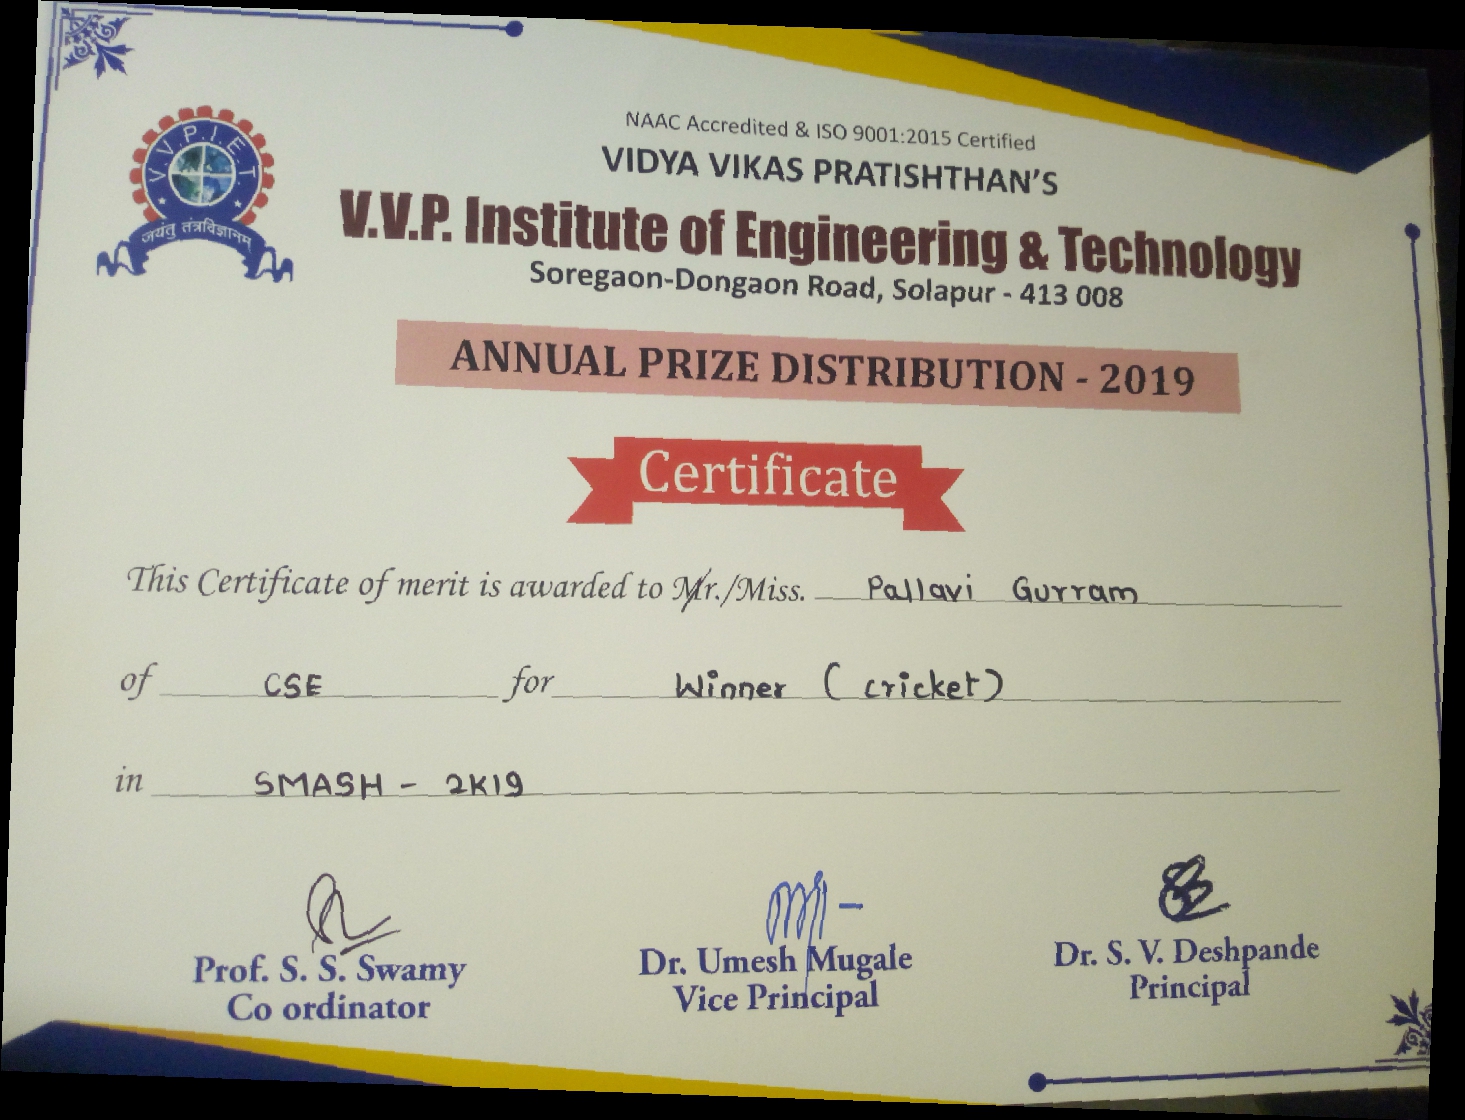 NAAC Accredited & ISO 9001:2015 Certified
VIDYA VIKAS PRATISHTHAN'S
V.V.P. Institute of Engineering & Technology
Soregaon-Dongaon Road, Solapur - 413 008
V.V.P.I.E.T
जयंतु तंत्रविज्ञानम्
ANNUAL PRIZE DISTRIBUTION - 2019
Certificate
This Certificate of merit is awarded to Mr./Miss. Pallavi Gurram
of CSE for Winner (cricket)
in SMASH - 2K19
Prof. S. S. Swamy Dr. Umesh Mugale Dr. S. V. Deshpande
Co ordinator Vice Principal Principal